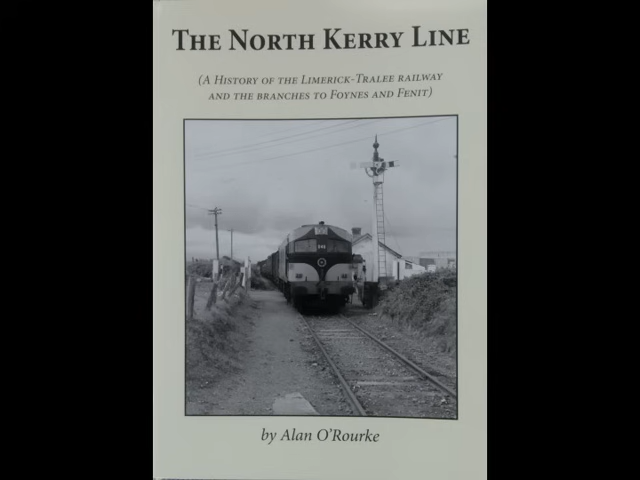 THE NORTH KERRY LINE
(A HISTORY OF THE LIMERICK-TRALEE RAILWAY
AND THE BRANCHES TO FOYNES AND FENIT)
by Alan O'Rourke